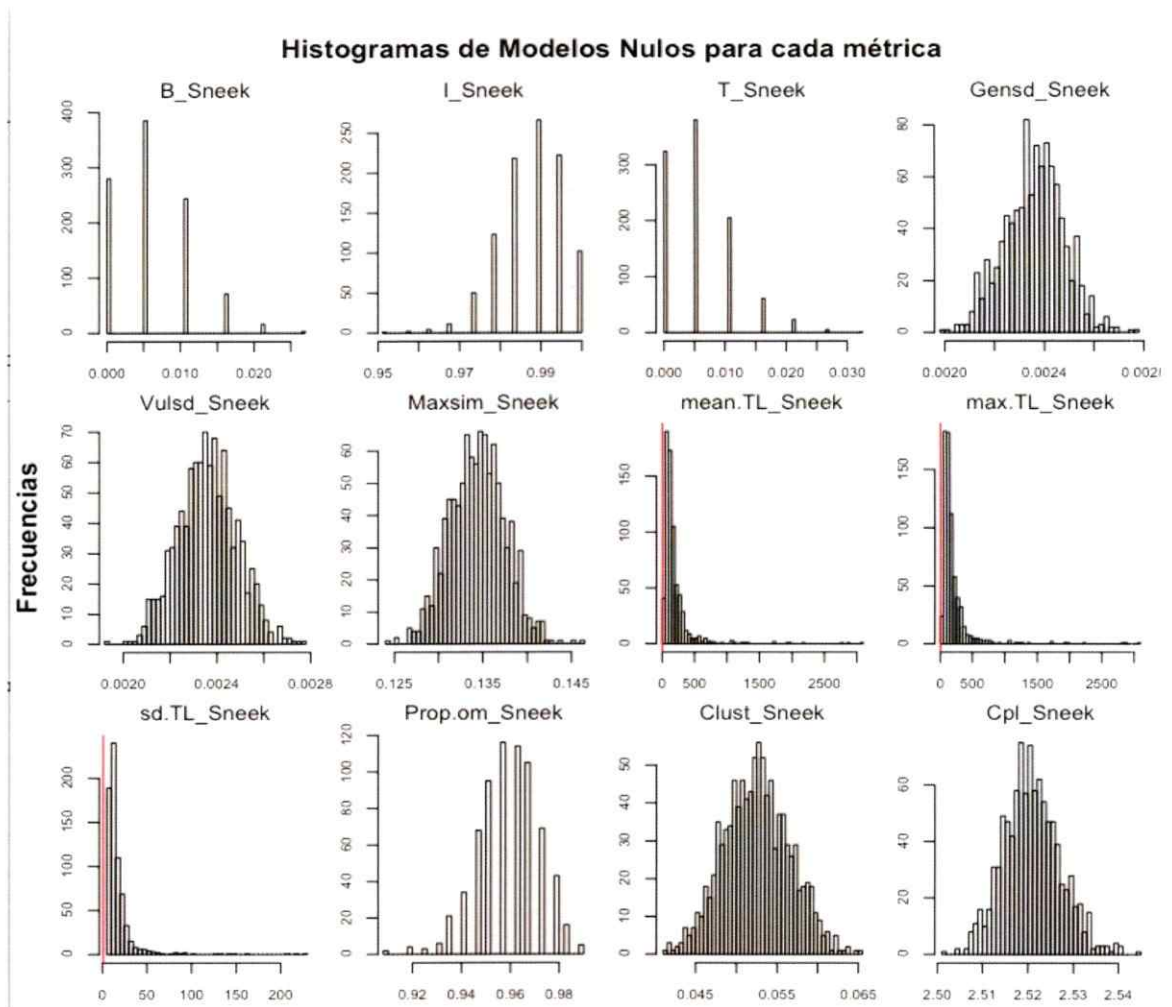 Histogramas de Modelos Nulos para cada métrica
B_Sneek
I_Sneek
T_Sneek
Gensd_Sneek
0 100 200 300 400
0.000 0.010 0.020
0 50 100 150 200 250
0.95 0.97 0.99
0 100 200 300
0.000 0.010 0.020 0.030
0 20 40 60 80
0.0020 0.0024 0.0028
Frecuencias
Vulsd_Sneek
Maxsim_Sneek
mean.TL_Sneek
max.TL_Sneek
0 10 20 30 40 50 60 70
0.0020 0.0024 0.0028
0 10 20 30 40 50 60
0.125 0.135 0.145
0 50 100 150
0 500 1500 2500
0 50 100 150
0 500 1500 2500
sd.TL_Sneek
Prop.om_Sneek
Clust_Sneek
Cpl_Sneek
0 50 100 150 200
0 50 100 150 200
0 20 40 60 80 100 120
0.92 0.94 0.96 0.98
0 10 20 30 40 50
0.045 0.055 0.065
0 20 40 60
2.50 2.51 2.52 2.53 2.54